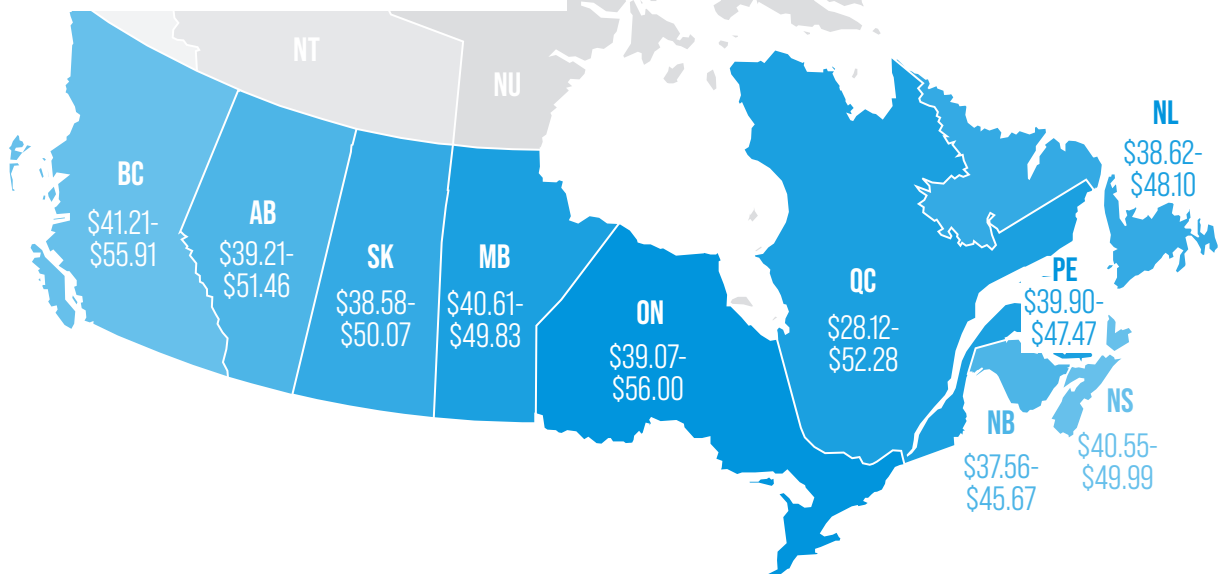 NT
NU
BC
$41.21-
$55.91
AB
$39.21-
$51.46
SK
$38.58-
$50.07
MB
$40.61-
$49.83
ON
$39.07-
$56.00
QC
$28.12-
$52.28
NL
$38.62-
$48.10
PE
$39.90-
$47.47
NB
$37.56-
$45.67
NS
$40.55-
$49.99